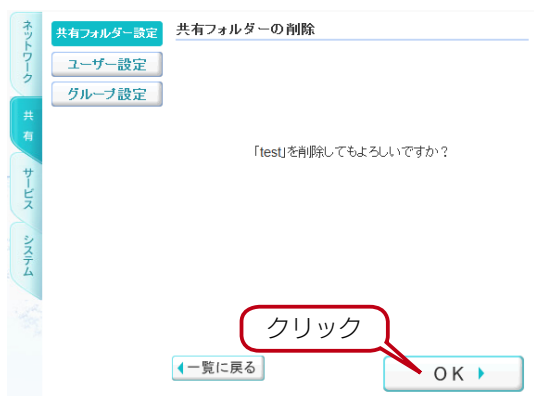 ネットワーク
共有
サービス
システム
共有フォルダー設定
ユーザー設定
グループ設定
共有フォルダーの削除
「test」を削除してもよろしいですか？
クリック
一覧に戻る
OK